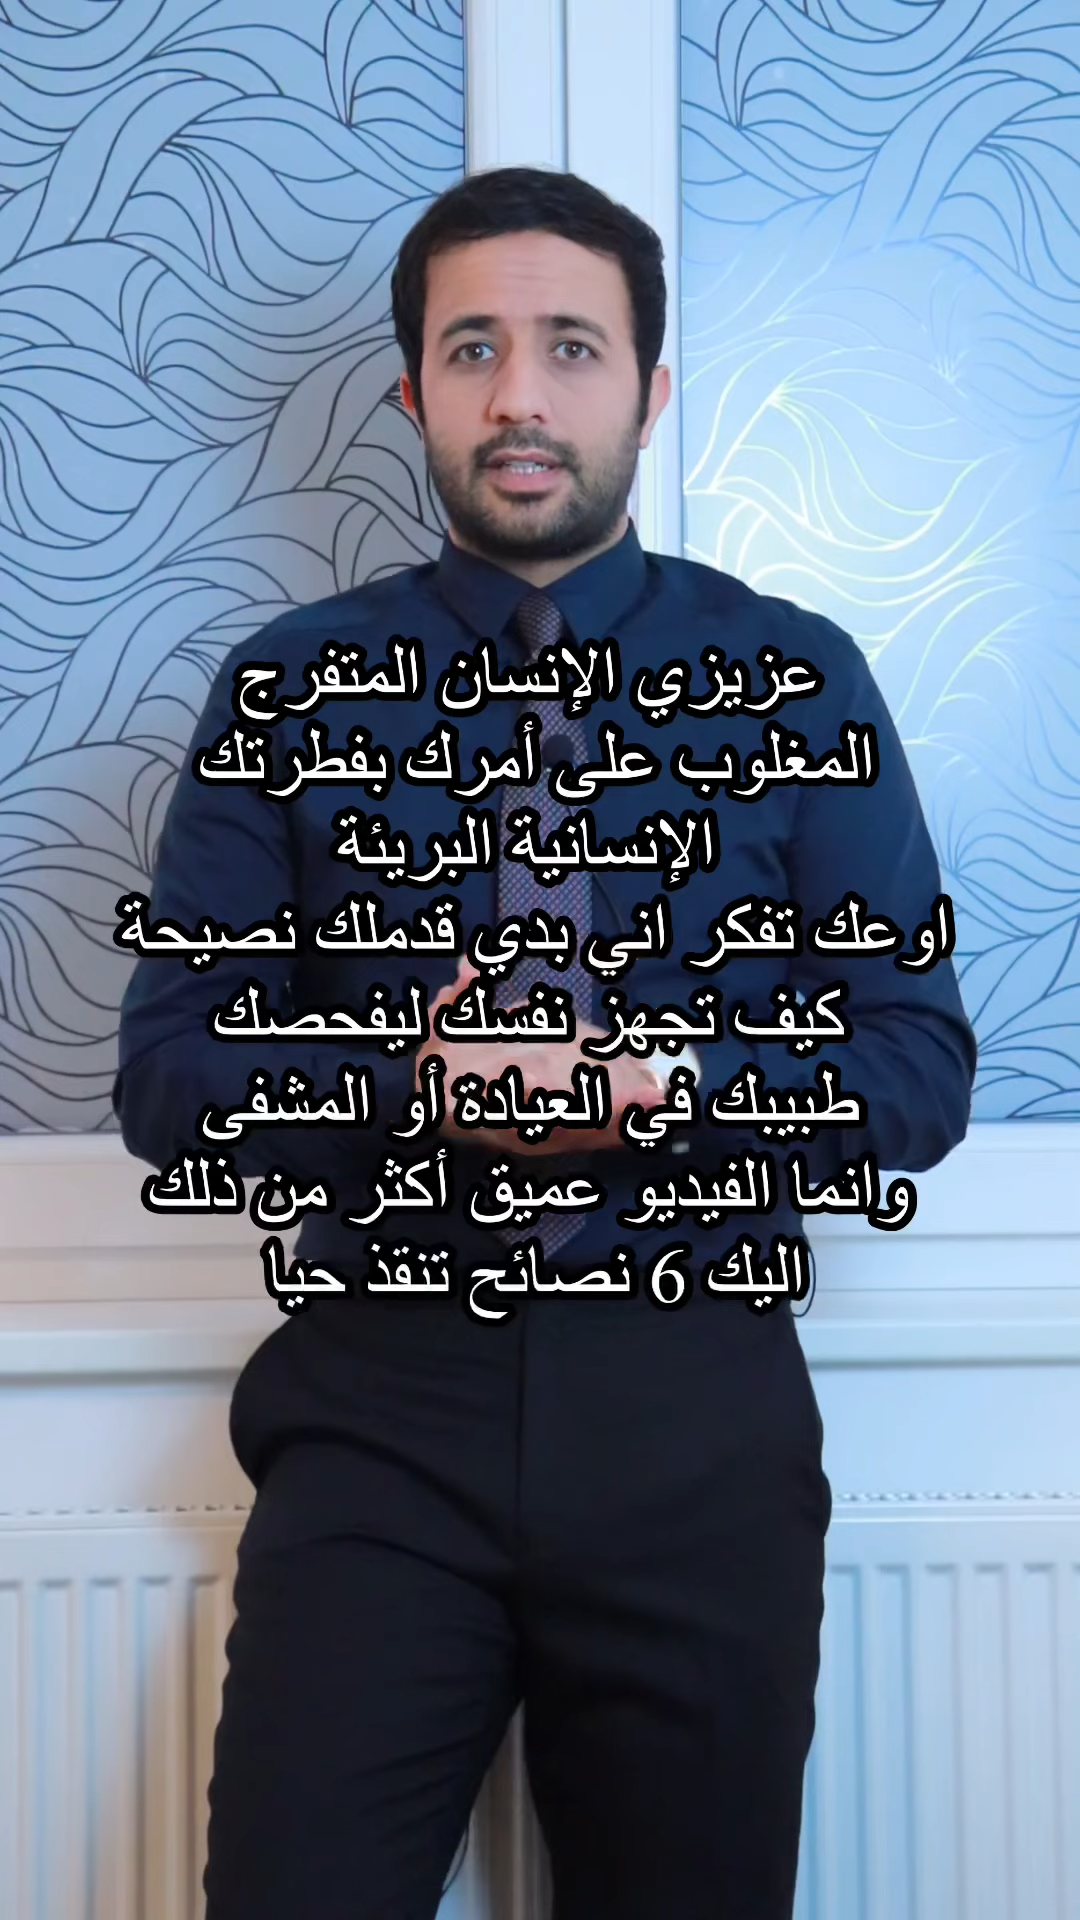 عزيزي الإنسان المتفرج
المغلوب على أمرك بفطرتك
الإنسانية البريئة
اوعك تفكر اني بدي قدملك نصيحة
كيف تجهز نفسك ليفحصك
طبيبك في العيادة أو المشفى
وانما الفيديو عميق أكثر من ذلك
اليك 6 نصائح تنقذ حيا